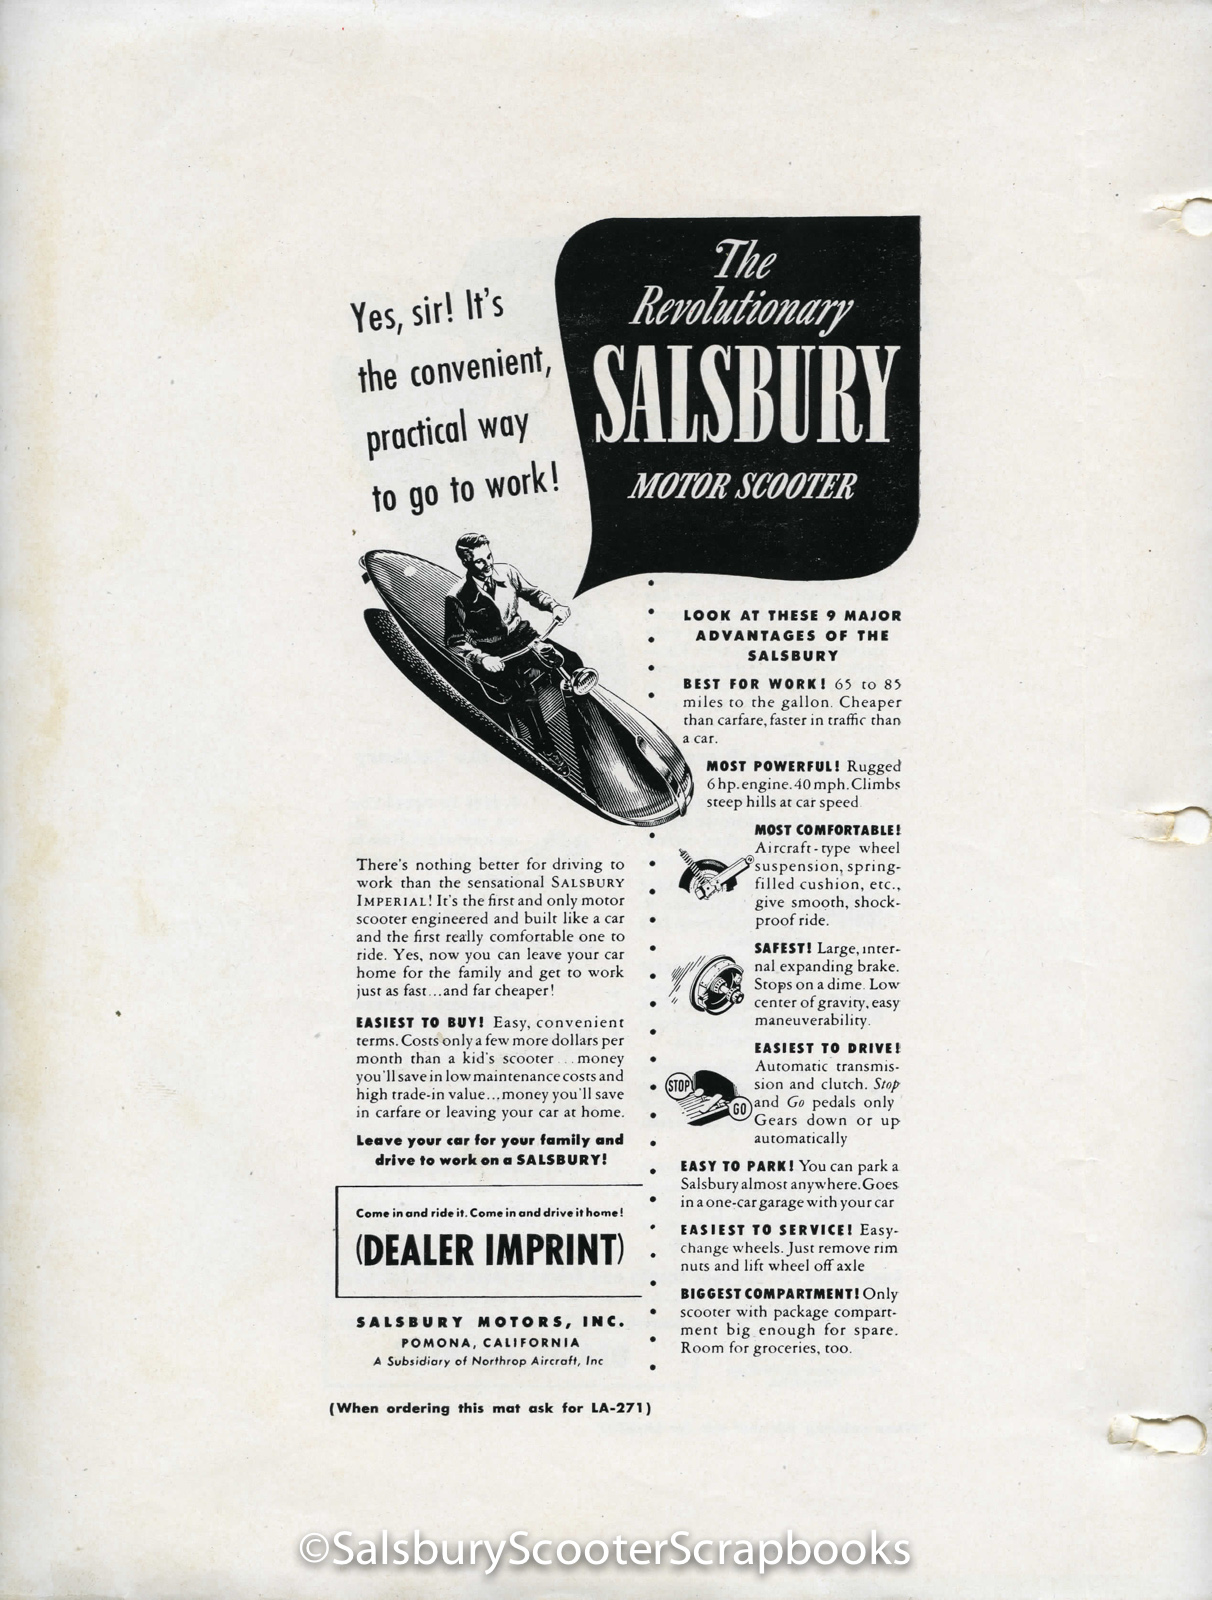 Yes, sir! It's
the convenient,
practical way
to go to work!
The
Revolutionary
SALSBURY
MOTOR SCOOTER
There's nothing better for driving to
work than the sensational SALSBURY
IMPERIAL! It's the first and only motor
scooter engineered and built like a car
and the first really comfortable one to
ride. Yes, now you can leave your car
home for the family and get to work
just as fast...and far cheaper!
EASIEST TO BUY! Easy, convenient
terms. Costs only a few more dollars per
month than a kid's scooter...money
you'll save in low maintenance costs and
high trade-in value...money you'll save
in carfare or leaving your car at home.
Leave your car for your family and
drive to work on a SALSBURY!
Come in and ride it. Come in and drive it home!
(DEALER IMPRINT)
SALSBURY MOTORS, INC.
POMONA, CALIFORNIA
A Subsidiary of Northrop Aircraft, Inc
(When ordering this mat ask for LA-271)
LOOK AT THESE 9 MAJOR
ADVANTAGES OF THE
SALSBURY
BEST FOR WORK! 65 to 85
miles to the gallon. Cheaper
than carfare, faster in traffic than
a car.
MOST POWERFUL! Rugged
6 hp. engine. 40 mph. Climbs
steep hills at car speed
MOST COMFORTABLE!
Aircraft-type wheel
suspension, spring-
filled cushion, etc.,
give smooth, shock-
proof ride.
SAFEST! Large, inter-
nal expanding brake.
Stops on a dime. Low
center of gravity, easy
maneuverability.
EASIEST TO DRIVE!
Automatic transmis-
sion and clutch. Stop
and Go pedals only
Gears down or up
automatically
STOP
GO
EASY TO PARK! You can park a
Salsbury almost anywhere. Goes
in a one-car garage with your car
EASIEST TO SERVICE! Easy-
change wheels. Just remove rim
nuts and lift wheel off axle
BIGGEST COMPARTMENT! Only
scooter with package compart-
ment big enough for spare.
Room for groceries, too.
©SalsburyScooterScrapbooks